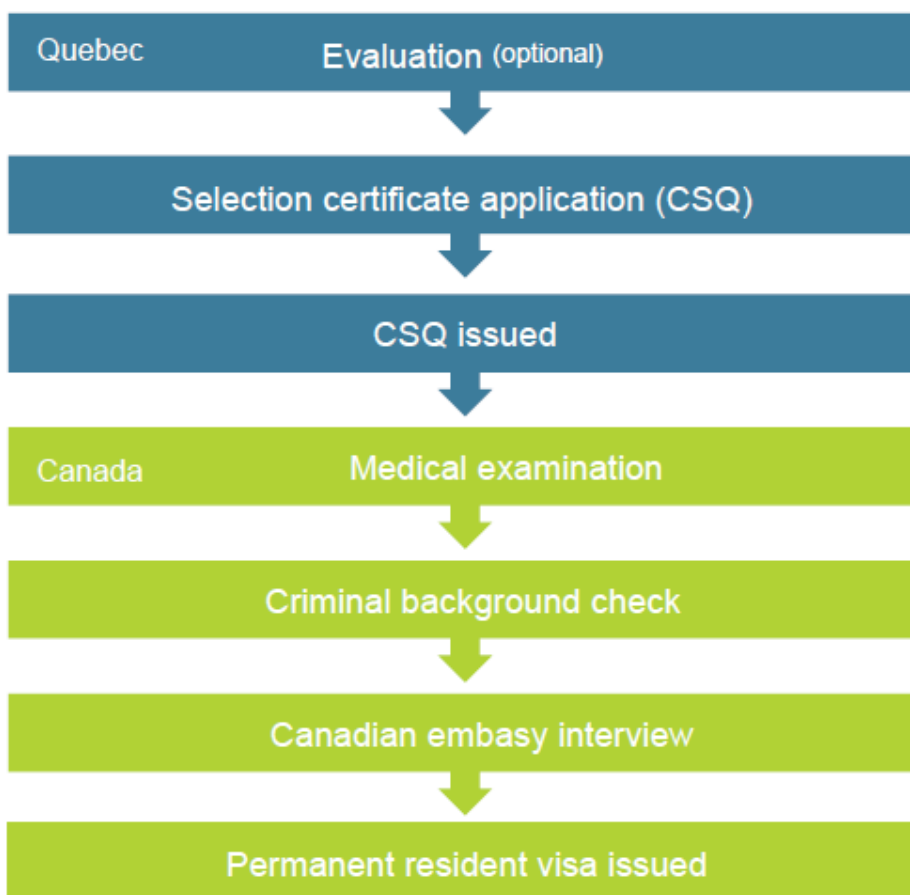 Quebec Evaluation (optional)
Selection certificate application (CSQ)
CSQ issued
Canada Medical examination
Criminal background check
Canadian embasy interview
Permanent resident visa issued